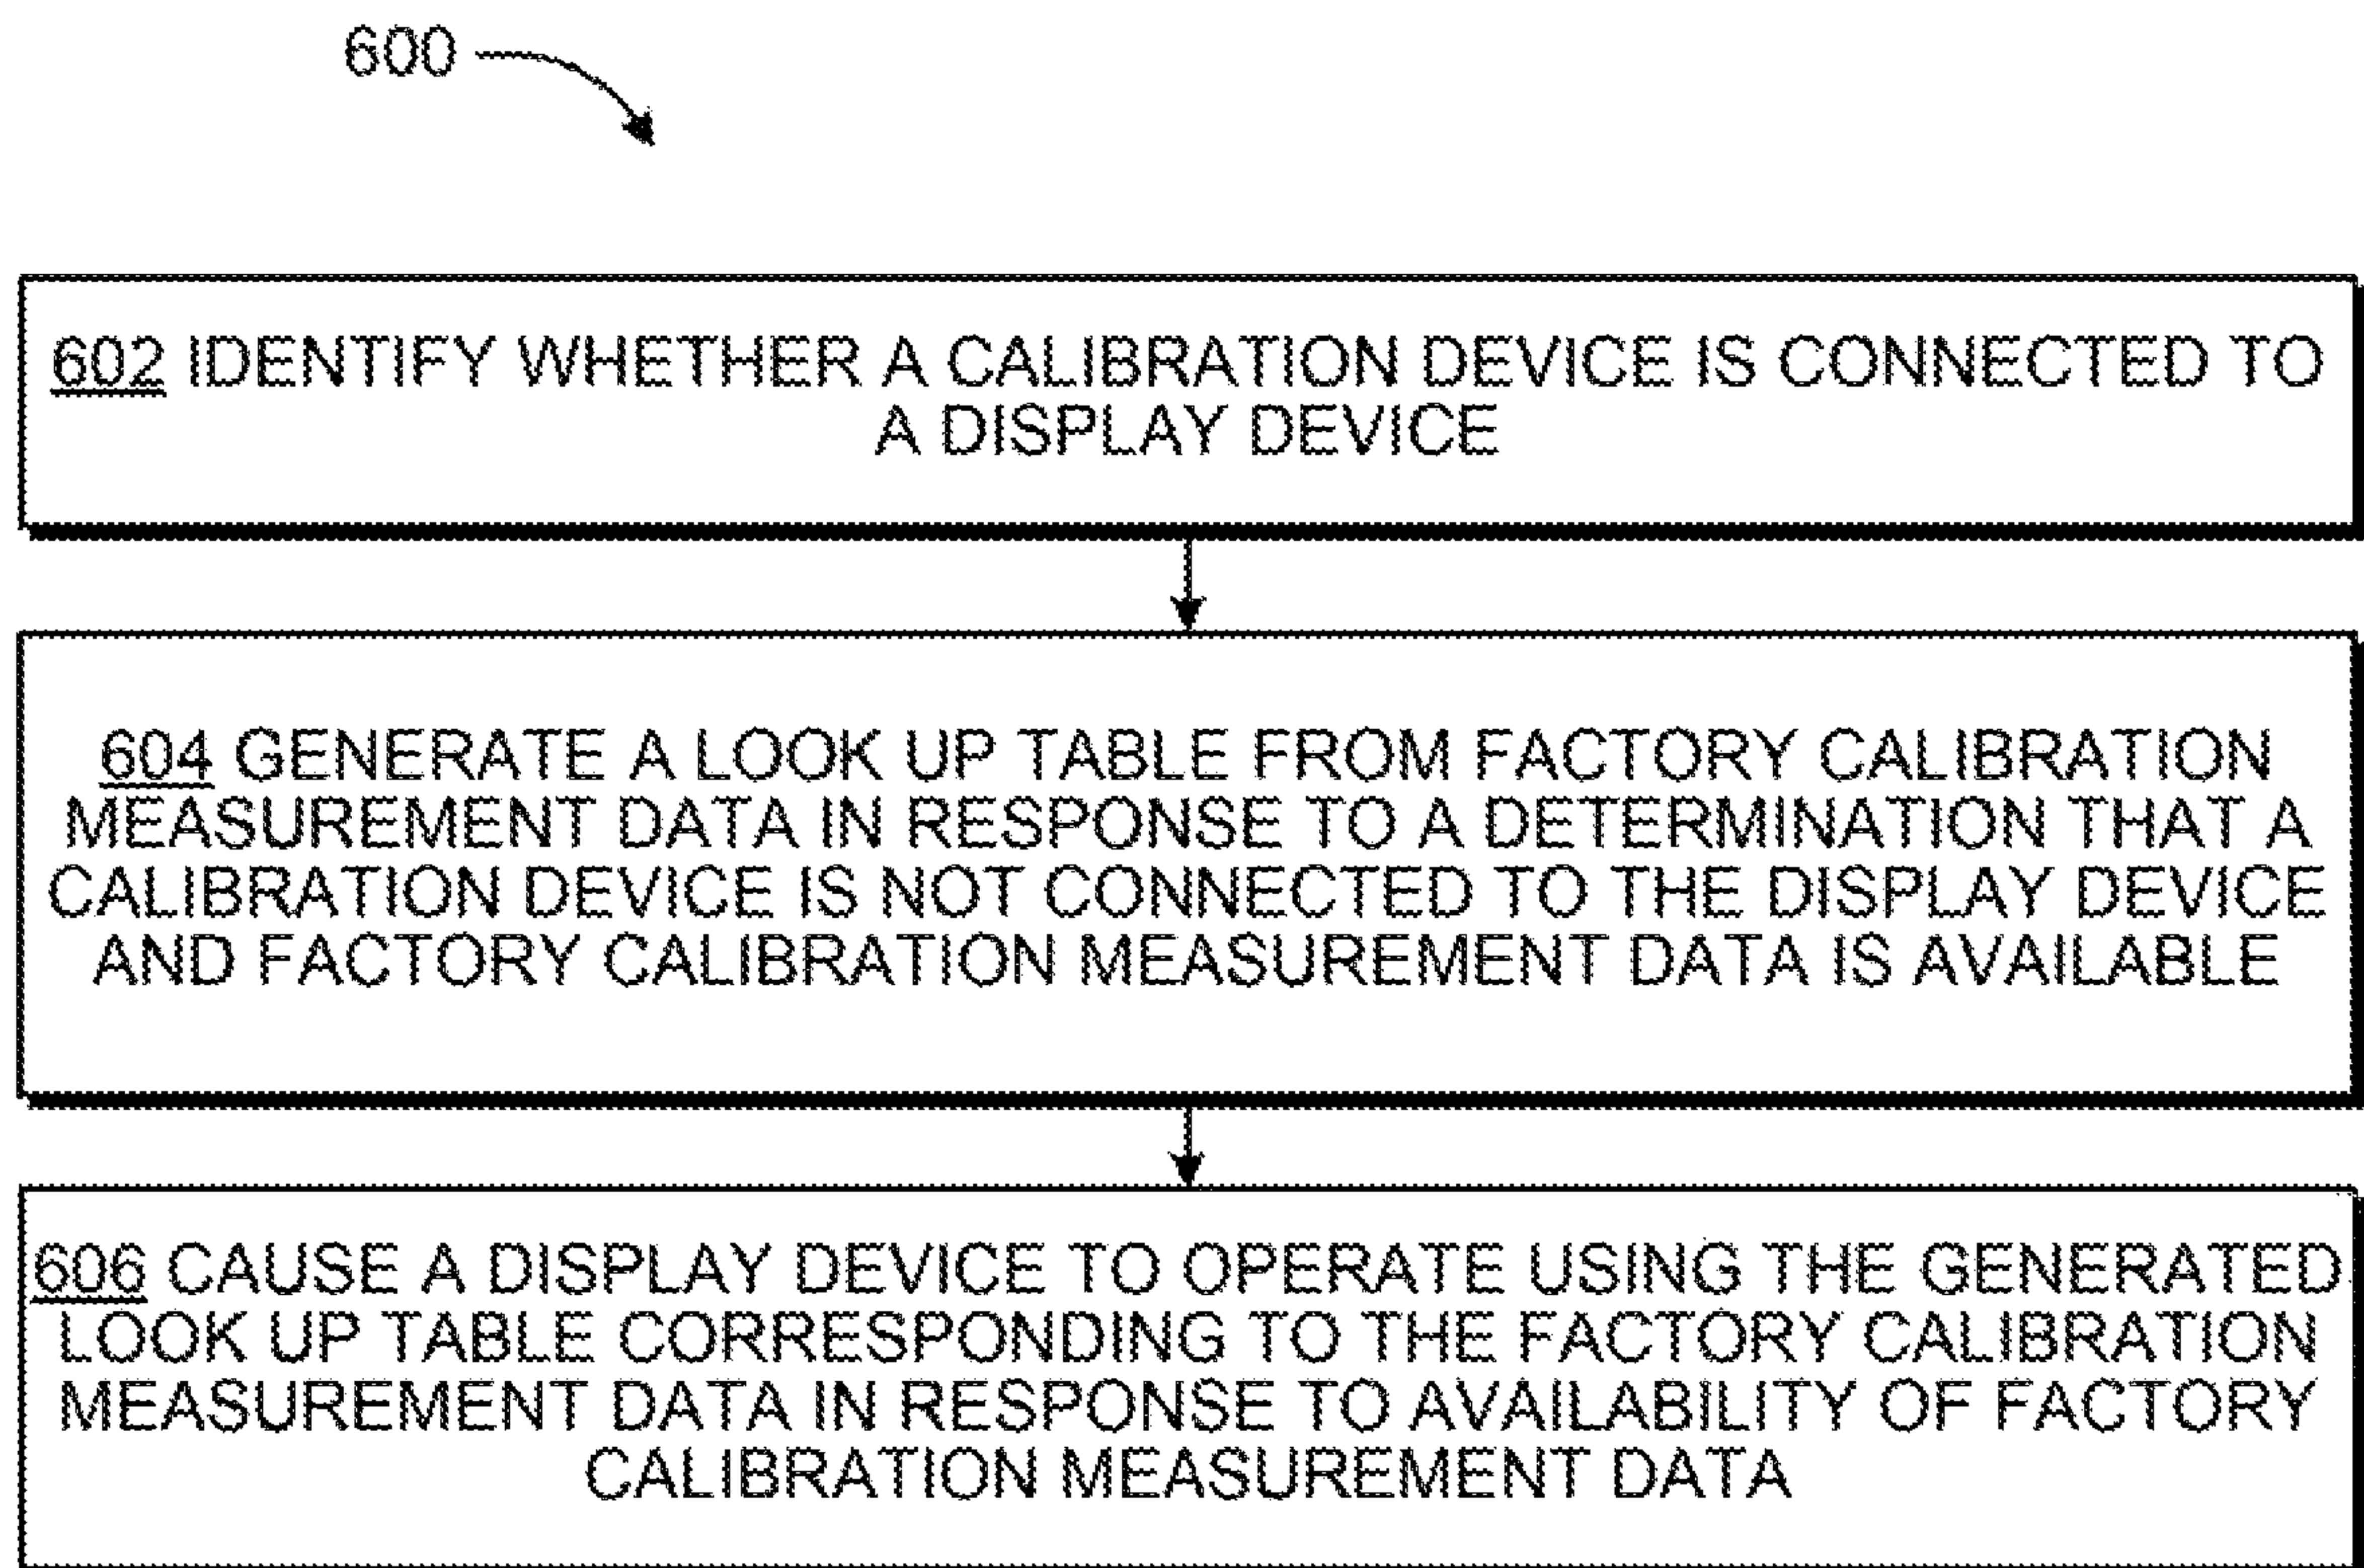 600
602 IDENTIFY WHETHER A CALIBRATION DEVICE IS CONNECTED TO
A DISPLAY DEVICE
604 GENERATE A LOOK UP TABLE FROM FACTORY CALIBRATION
MEASUREMENT DATA IN RESPONSE TO A DETERMINATION THAT A
CALIBRATION DEVICE IS NOT CONNECTED TO THE DISPLAY DEVICE
AND FACTORY CALIBRATION MEASUREMENT DATA IS AVAILABLE
606 CAUSE A DISPLAY DEVICE TO OPERATE USING THE GENERATED
LOOK UP TABLE CORRESPONDING TO THE FACTORY CALIBRATION
MEASUREMENT DATA IN RESPONSE TO AVAILABILITY OF FACTORY
CALIBRATION MEASUREMENT DATA